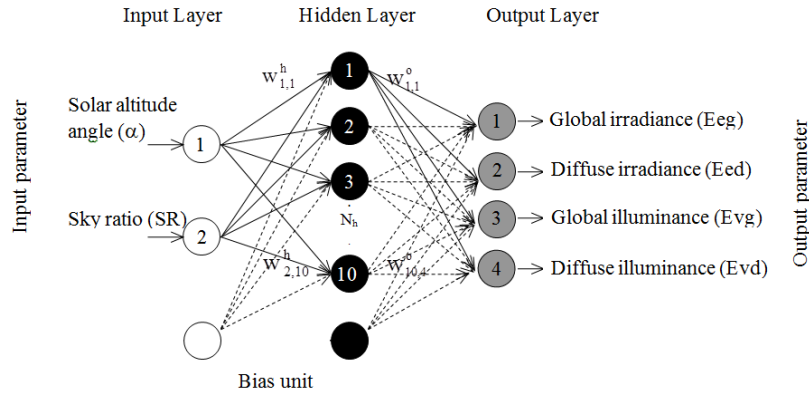 Input Layer
Hidden Layer
Output Layer
Input parameter
Output parameter
Solar altitude
angle (α)
Sky ratio (SR)
1
2
W^h_1,1
W^h_2,10
1
2
3
N_h
10
W^o_1,1
W^o_10,4
1
2
3
4
Global irradiance (Eeg)
Diffuse irradiance (Eed)
Global illuminance (Evg)
Diffuse illuminance (Evd)
Bias unit